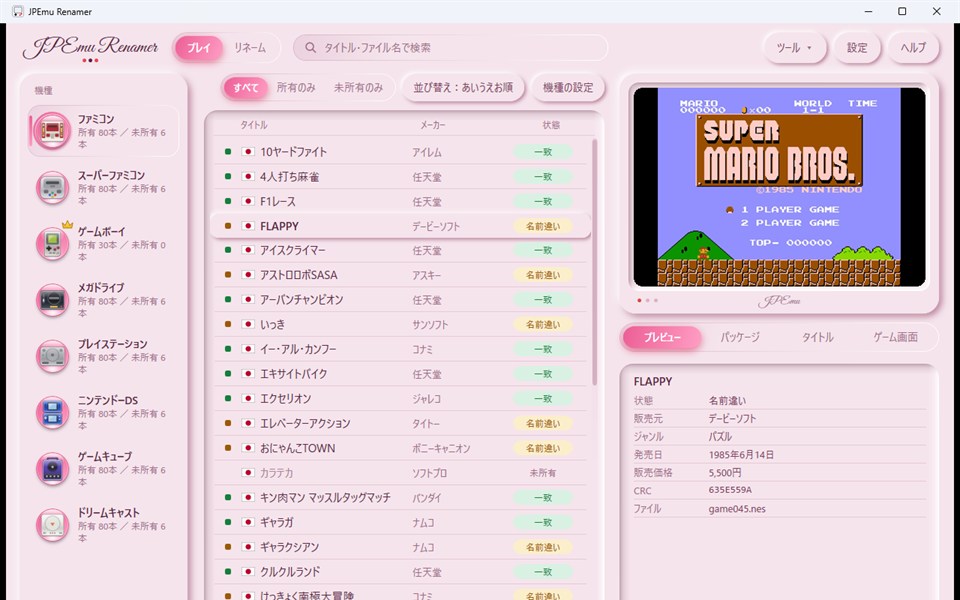 JPEmu Renamer
JPEmu Renamer
プレイ
リネーム
タイトル・ファイル名で検索
ツール
設定
ヘルプ
機種
ファミコン
所有 80本 ／ 未所有 6
本
スーパーファミコン
所有 80本 ／ 未所有 6
本
ゲームボーイ
所有 30本 ／ 未所有 0
本
メガドライブ
所有 80本 ／ 未所有 6
本
プレイステーション
所有 80本 ／ 未所有 6
本
ニンテンドーDS
所有 80本 ／ 未所有 6
本
ゲームキューブ
所有 80本 ／ 未所有 6
本
ドリームキャスト
所有 80本 ／ 未所有 6
本
すべて
所有のみ
未所有のみ
並び替え：あいうえお順
機種の設定
タイトル メーカー 状態
10ヤードファイト アイレム 一致
4人打ち麻雀 任天堂 一致
F1レース 任天堂 一致
FLAPPY デービーソフト 名前違い
アイスクライマー 任天堂 一致
アストロロボSASA アスキー 名前違い
アーバンチャンピオン 任天堂 一致
いっき サンソフト 名前違い
イー・アル・カンフー コナミ 一致
エキサイトバイク 任天堂 一致
エクセリオン ジャレコ 一致
エレベーターアクション タイトー 名前違い
おにゃんこTOWN ポニーキャニオン 名前違い
カラテカ ソフトプロ 未所有
キン肉マン マッスルタッグマッチ バンダイ 一致
ギャラガ ナムコ 一致
ギャラクシアン ナムコ 名前違い
クルクルランド 任天堂 一致
けっきょく南極大冒険 コナミ 名前違い
MARIO WORLD TIME
000000 ×00 1-1
SUPER
MARIO BROS.
©1985 NINTENDO
1 PLAYER GAME
2 PLAYER GAME
TOP- 000000
JPEmu
プレビュー
パッケージ
タイトル
ゲーム画面
FLAPPY
状態 名前違い
販売元 デービーソフト
ジャンル パズル
発売日 1985年6月14日
販売価格 5,500円
CRC 635E559A
ファイル game045.nes